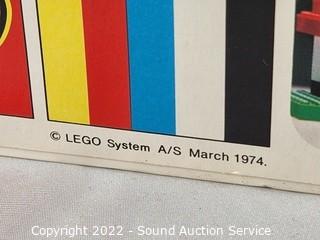 © LEGO System A/S March 1974.
Copyright 2022 - Sound Auction Service